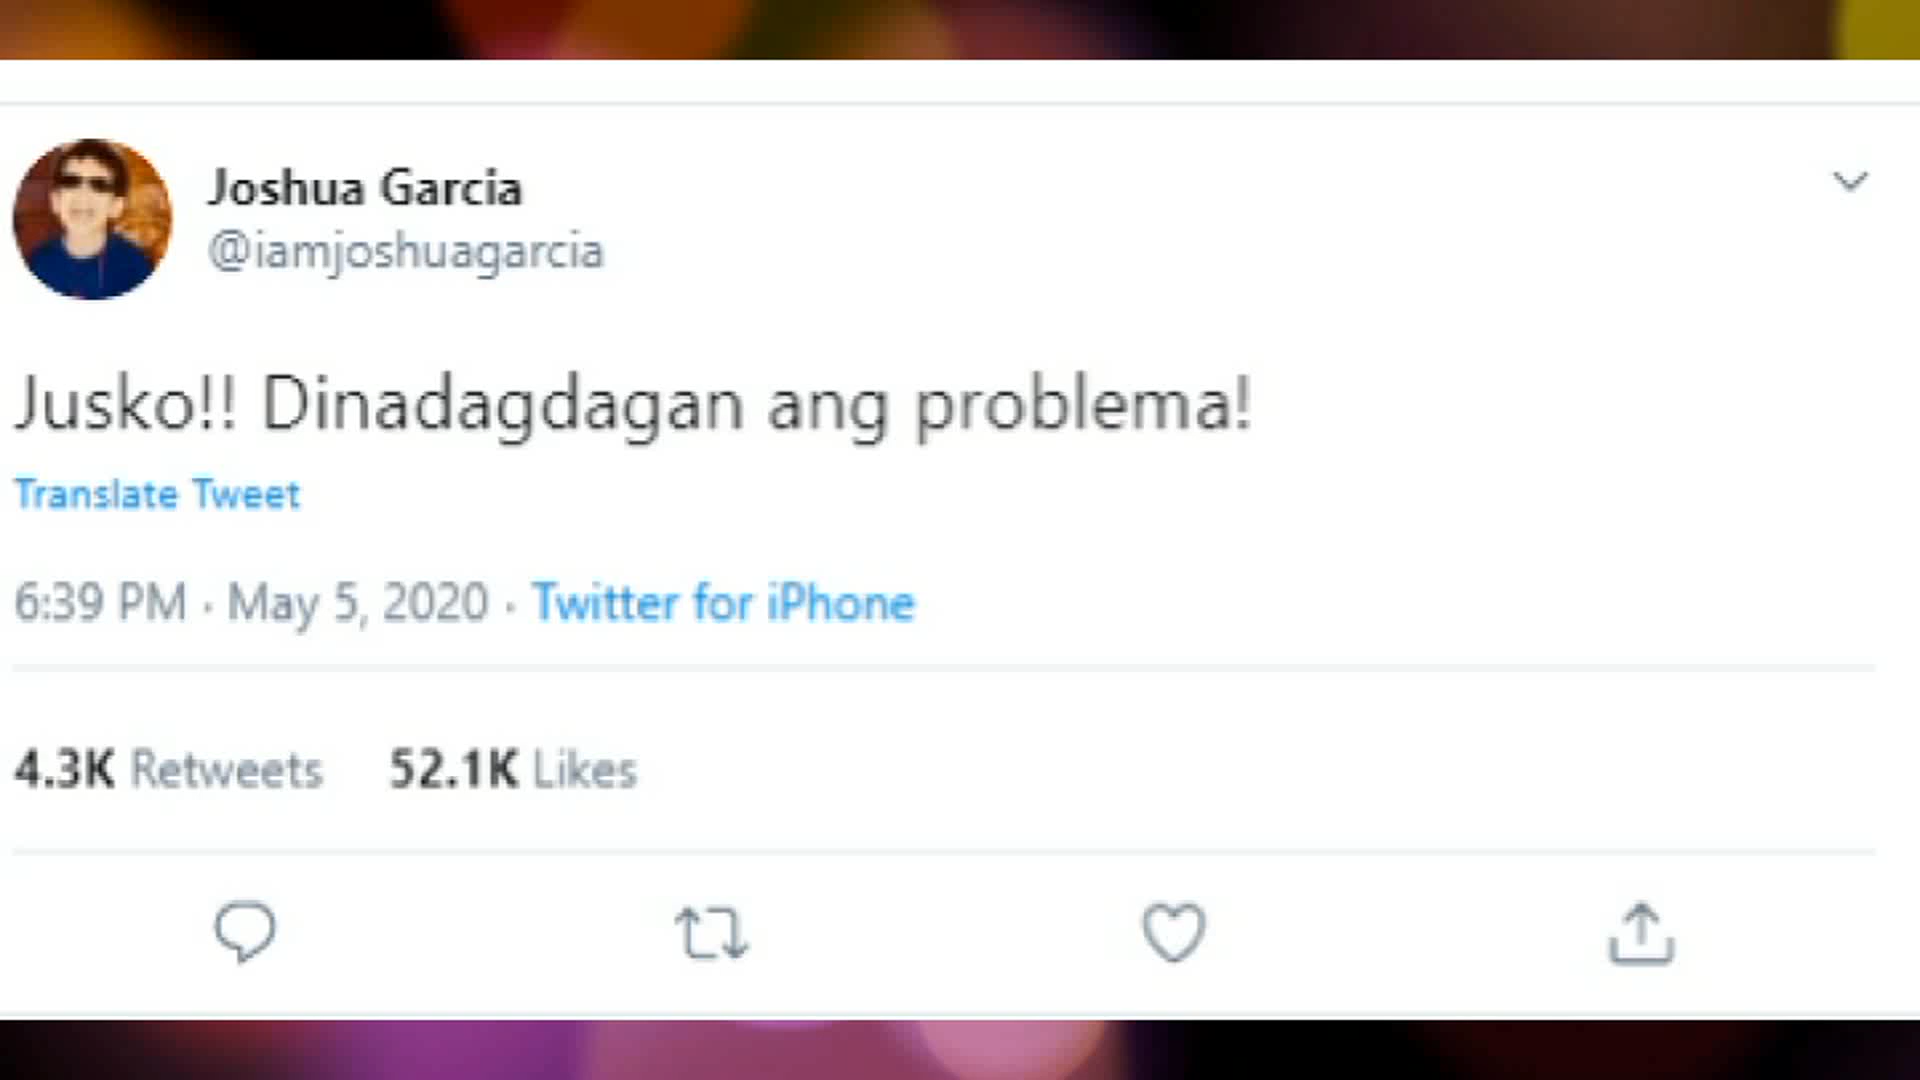 Joshua Garcia
@iamjoshuagarcia
Jusko!! Dinadagdagan ang problema!
Translate Tweet
6:39 PM · May 5, 2020 · Twitter for iPhone
4.3K Retweets 52.1K Likes